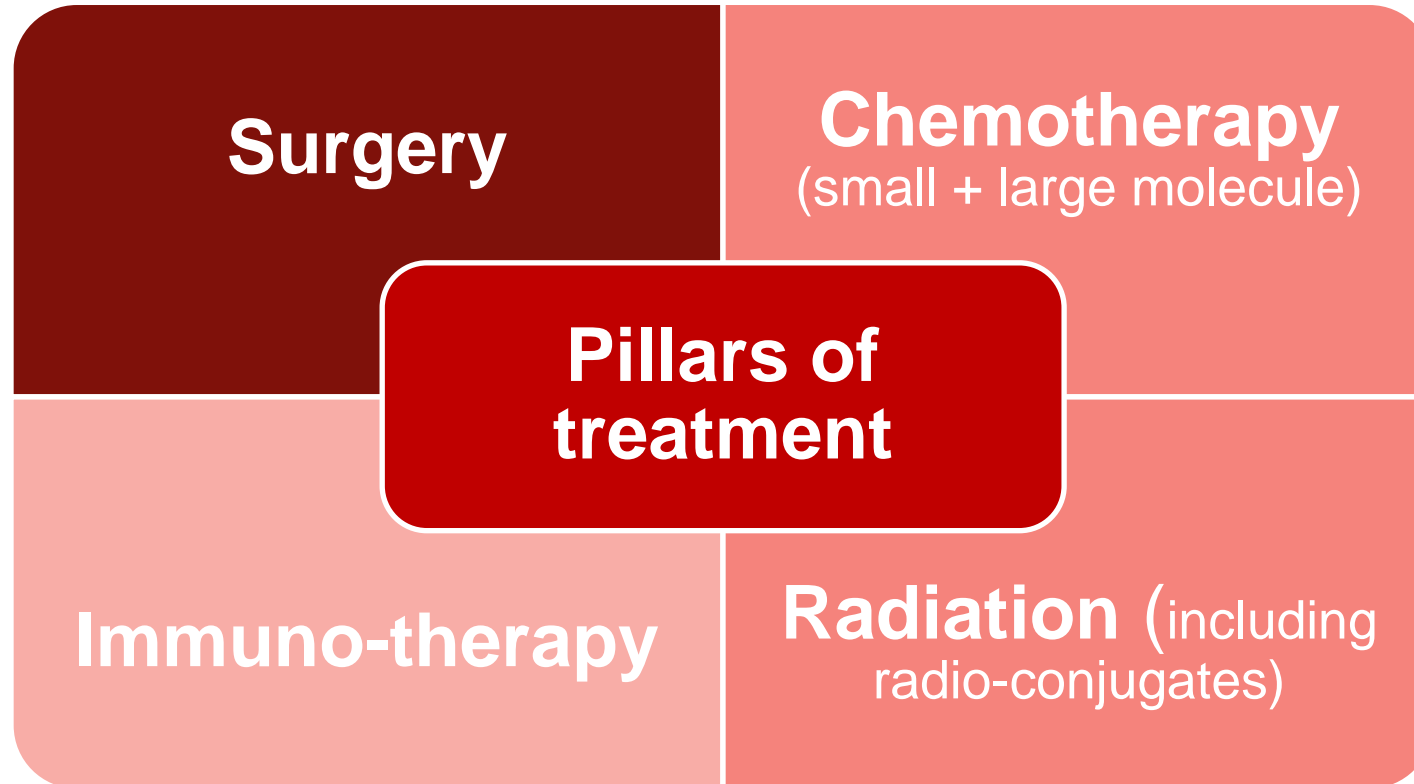 Surgery
Chemotherapy
(small + large molecule)
Pillars of
treatment
Immuno-therapy
Radiation (including
radio-conjugates)